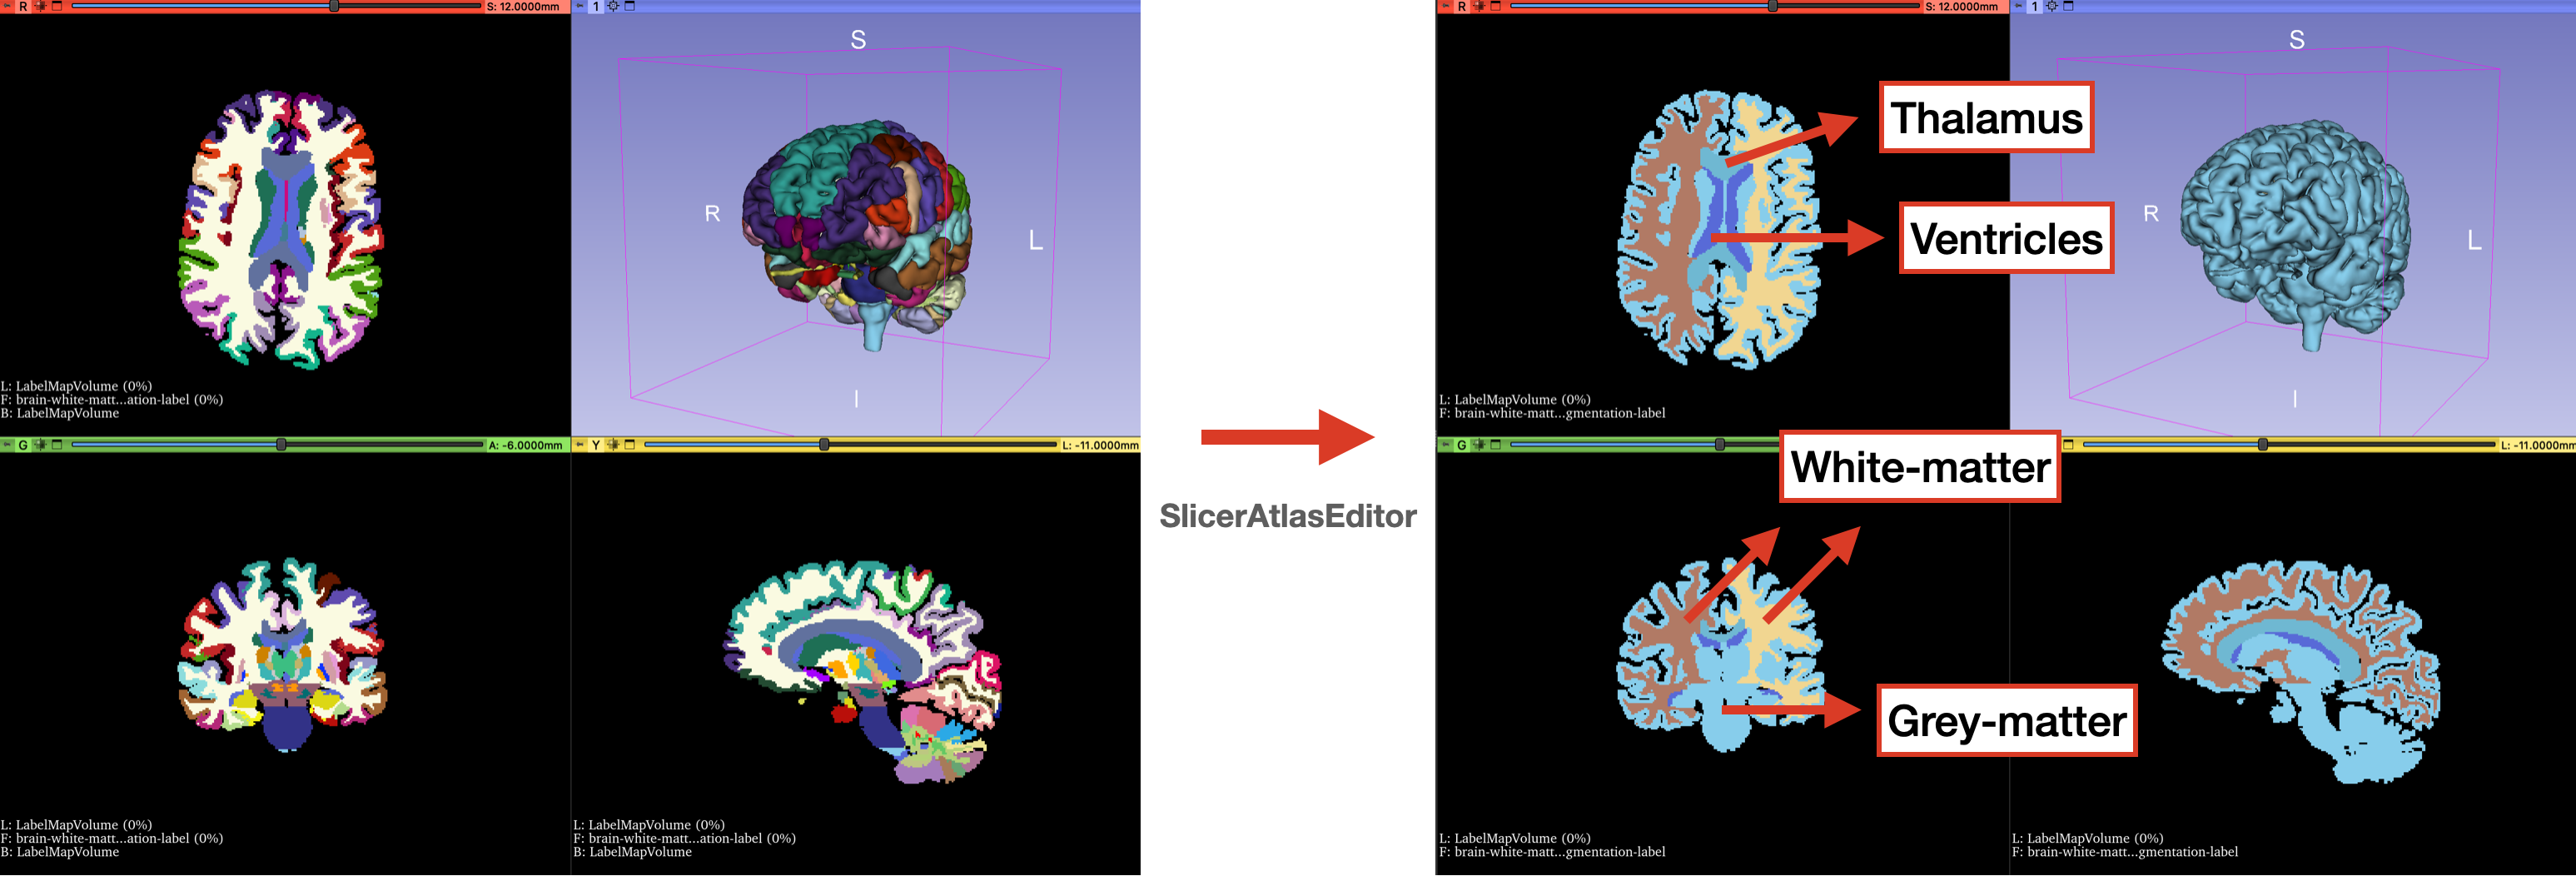 R
S: 12.0000mm
1
S
R
L
I
L: LabelMapVolume (0%)
F: brain-white-matt...ation-label (0%)
B: LabelMapVolume
G
A: -6.0000mm
Y
L: -11.0000mm
L: LabelMapVolume (0%)
F: brain-white-matt...ation-label (0%)
B: LabelMapVolume
L: LabelMapVolume (0%)
F: brain-white-matt...ation-label (0%)
B: LabelMapVolume
SlicerAtlasEditor
R
S: 12.0000mm
1
Thalamus
Ventricles
S
R
L
I
L: LabelMapVolume (0%)
F: brain-white-matt...gmentation-label
G
L: -11.0000mm
White-matter
Grey-matter
L: LabelMapVolume (0%)
F: brain-white-matt...gmentation-label
L: LabelMapVolume (0%)
F: brain-white-matt...gmentation-label